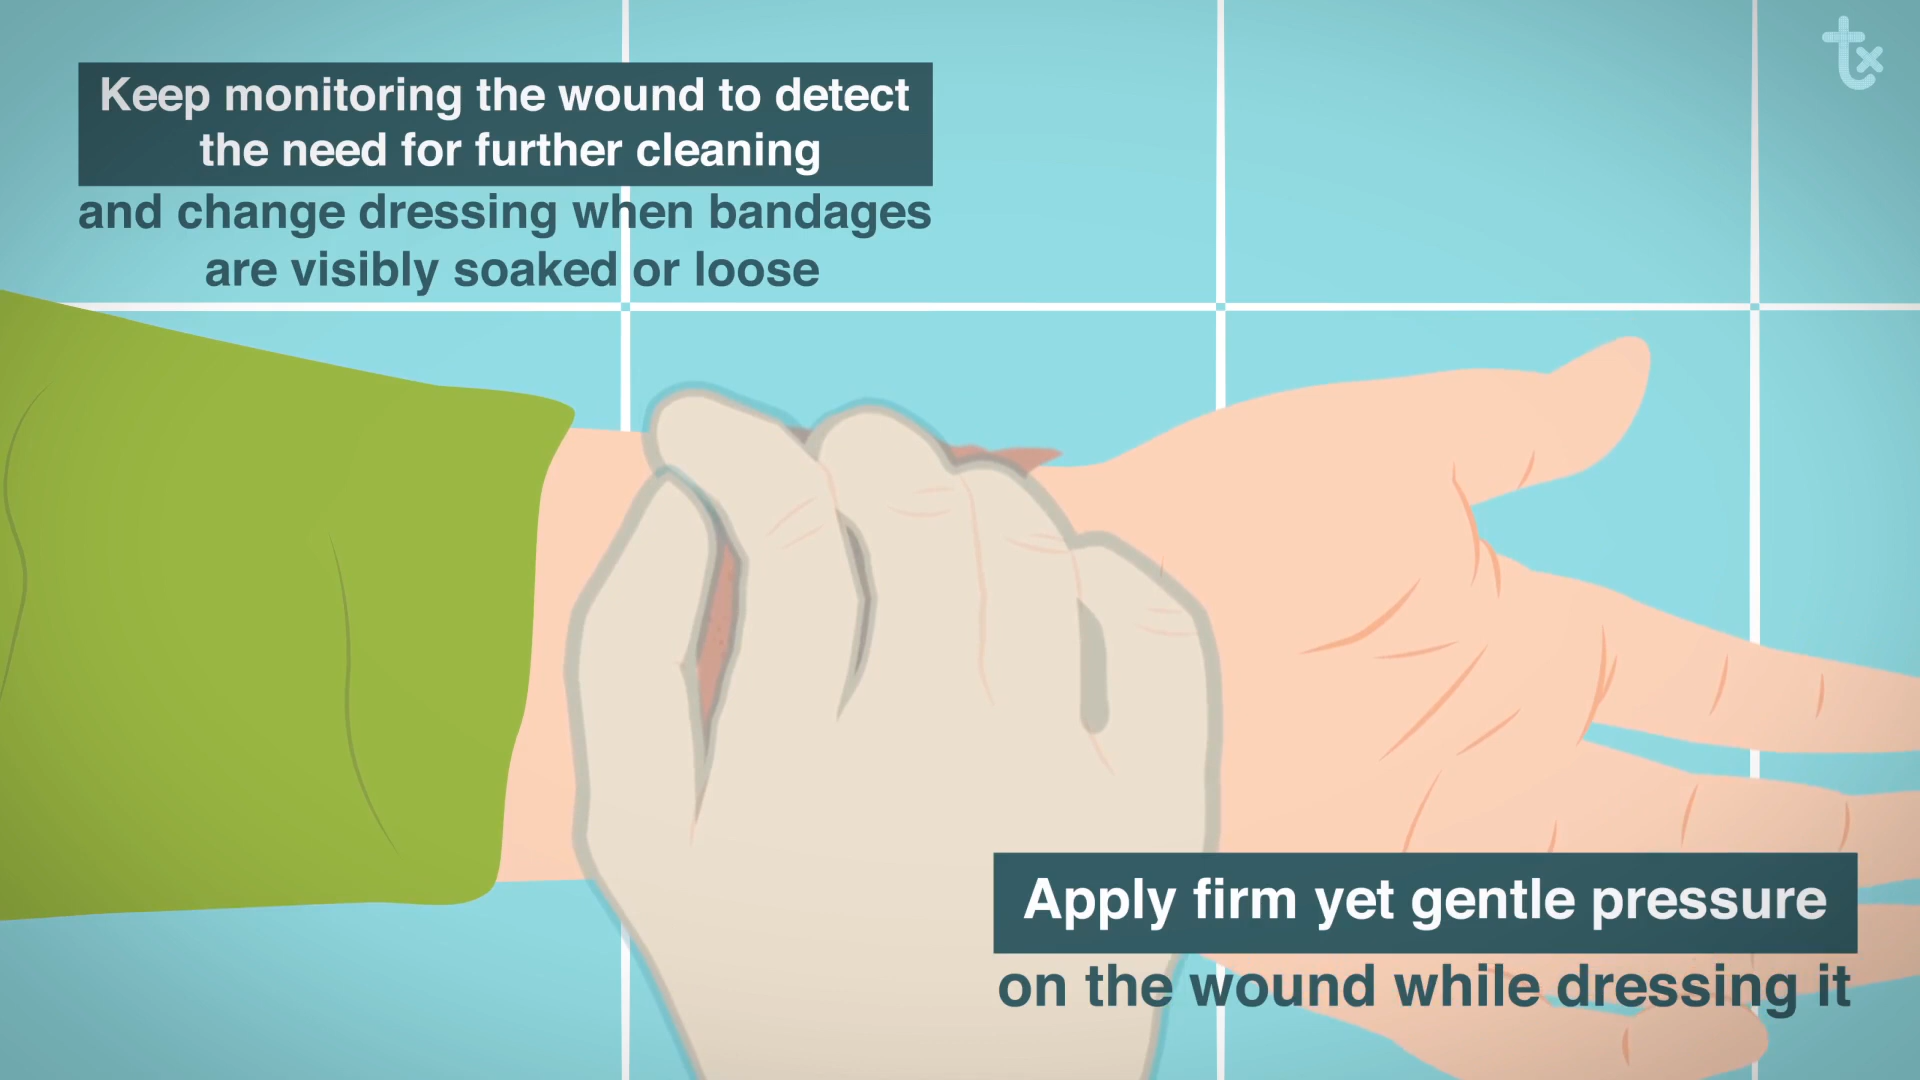 Keep monitoring the wound to detect
the need for further cleaning
and change dressing when bandages
are visibly soaked or loose
tx
Apply firm yet gentle pressure
on the wound while dressing it